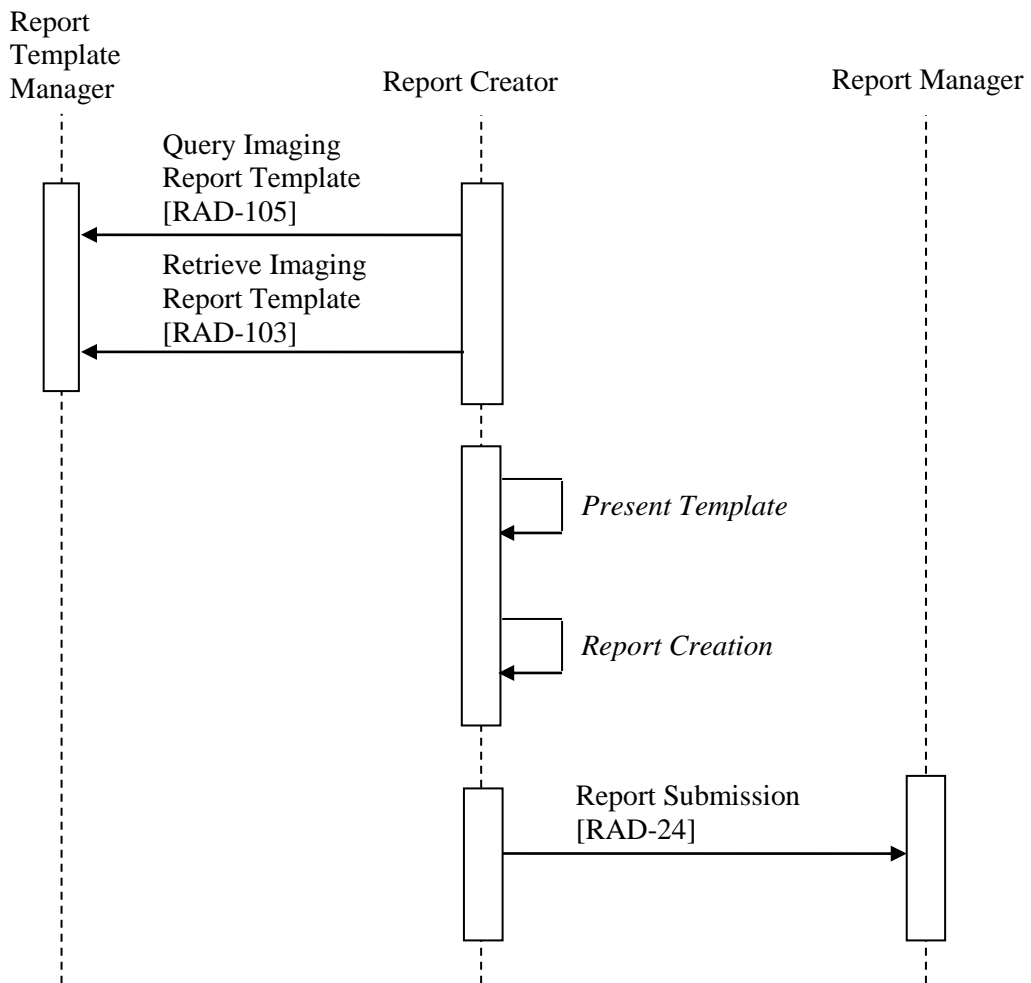 Report
Template
Manager
Report Creator
Report Manager
Query Imaging
Report Template
[RAD-105]
Retrieve Imaging
Report Template
[RAD-103]
Present Template
Report Creation
Report Submission
[RAD-24]